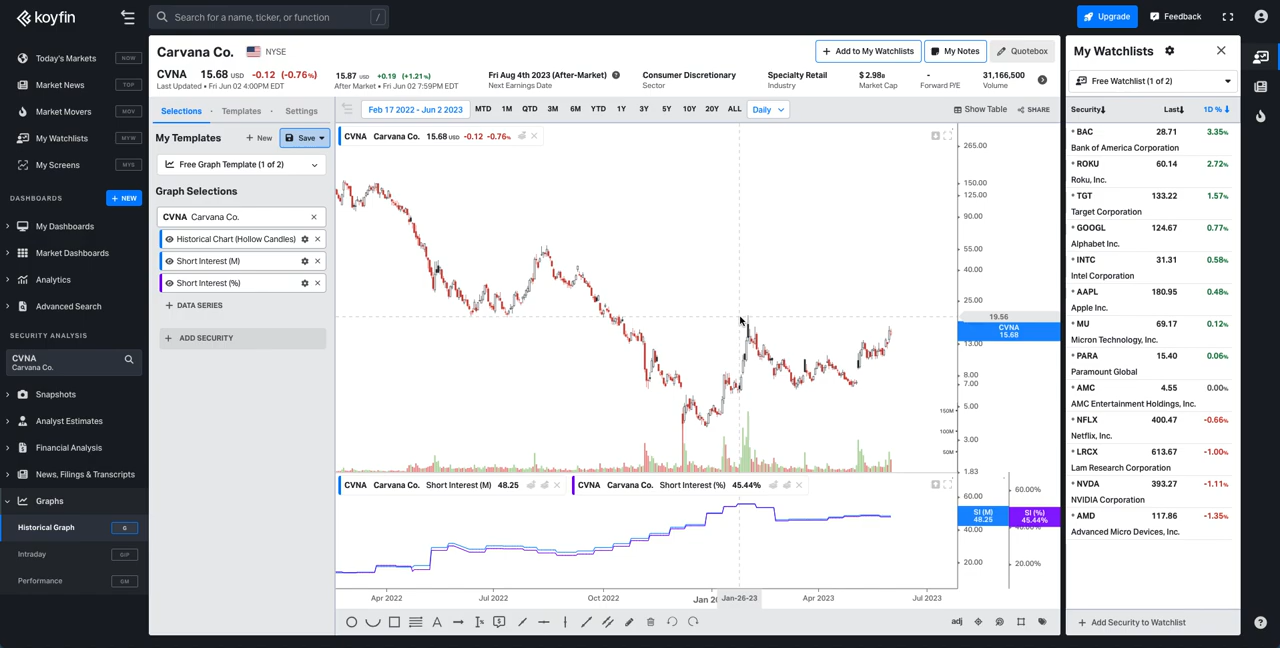 koyfin
Search for a name, ticker, or function /
Upgrade
Feedback
Today's Markets NOW
Market News TOP
Market Movers MOV
My Watchlists MYW
My Screens MYS
DASHBOARDS + NEW
My Dashboards
Market Dashboards
Analytics
Advanced Search
SECURITY ANALYSIS
CVNA
Carvana Co.
Snapshots
Analyst Estimates
Financial Analysis
News, Filings & Transcripts
Graphs
Historical Graph G
Intraday GIP
Performance GM
Carvana Co. NYSE
+ Add to My Watchlists
My Notes
Quotebox
CVNA 15.68 USD -0.12 (-0.76%)
Last Updated • Fri Jun 02 4:00PM EDT
15.87 USD +0.19 (+1.21%)
After Market • Fri Jun 02 7:59PM EDT
Fri Aug 4th 2023 (After-Market)
Next Earnings Date
Consumer Discretionary
Sector
Specialty Retail
Industry
$2.98B
Market Cap
-
Forward P/E
31,166,500
Volume
Selections Templates Settings
My Templates + New Save
Free Graph Template (1 of 2)
Graph Selections
CVNA Carvana Co.
Historical Chart (Hollow Candles)
Short Interest (M)
Short Interest (%)
+ DATA SERIES
+ ADD SECURITY
Feb 17 2022 - Jun 2 2023 MTD 1M QTD 3M 6M YTD 1Y 3Y 5Y 10Y 20Y ALL Daily
Show Table SHARE
CVNA Carvana Co. 15.68 USD -0.12 -0.76%
265.00
150.00
125.00
90.00
55.00
40.00
25.00
19.56
CVNA
15.68
13.00
8.00
7.00
5.00
150M
100M
3.00
50M
1.83
CVNA Carvana Co. Short Interest (M) 48.25
CVNA Carvana Co. Short Interest (%) 45.44%
60.00 60.00%
SI (M)
48.25
SI (%)
45.44%
40.00 40.00%
20.00 20.00%
Apr 2022 Jul 2022 Oct 2022 Jan 20 Jan-26-23 Apr 2023 Jul 2023
adj
My Watchlists
Free Watchlist (1 of 2)
Security Last 1D %
BAC 28.71 3.35%
Bank of America Corporation
ROKU 60.14 2.72%
Roku, Inc.
TGT 133.22 1.57%
Target Corporation
GOOGL 124.67 0.77%
Alphabet Inc.
INTC 31.31 0.58%
Intel Corporation
AAPL 180.95 0.48%
Apple Inc.
MU 69.17 0.12%
Micron Technology, Inc.
PARA 15.40 0.06%
Paramount Global
AMC 4.55 0.00%
AMC Entertainment Holdings, Inc.
NFLX 400.47 -0.66%
Netflix, Inc.
LRCX 613.67 -1.00%
Lam Research Corporation
NVDA 393.27 -1.11%
NVIDIA Corporation
AMD 117.86 -1.35%
Advanced Micro Devices, Inc.
+ Add Security to Watchlist